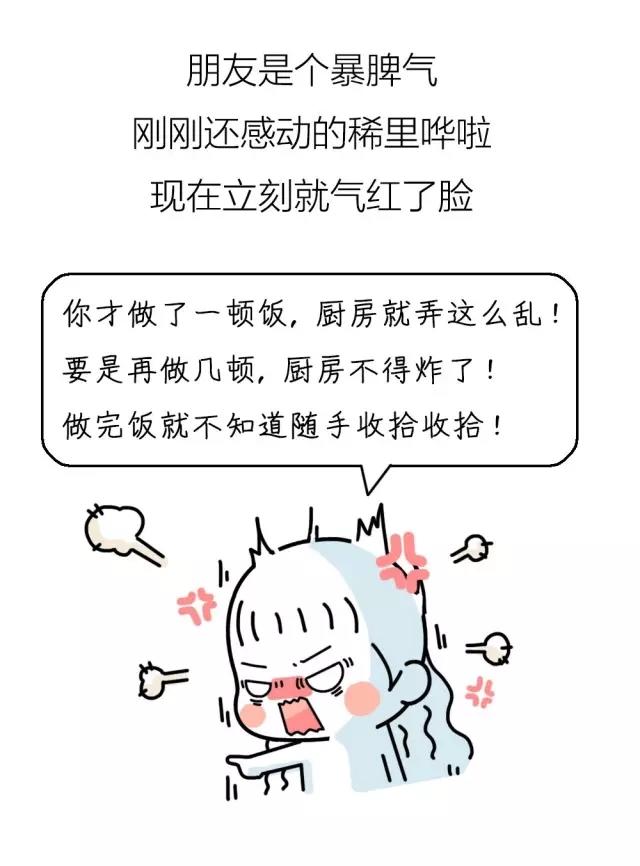 朋友是个暴脾气
刚刚还感动的稀里哗啦
现在立刻就气红了脸
你才做了一顿饭, 厨房就弄这么乱!
要是再做几顿, 厨房不得炸了!
做完饭就不知道随手收拾收拾!